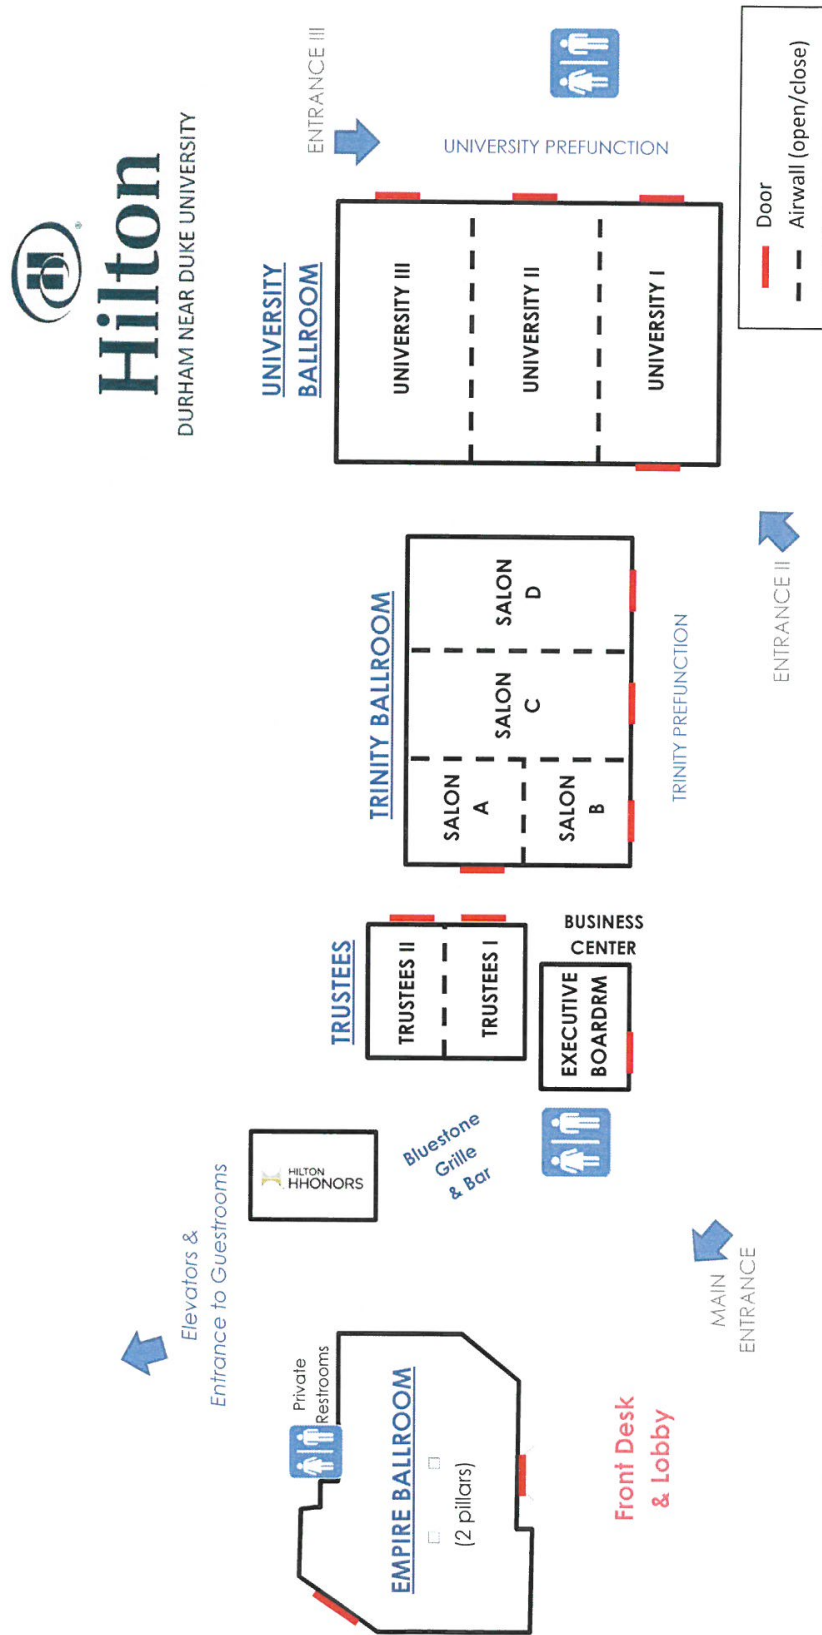 Hilton
DURHAM NEAR DUKE UNIVERSITY
Elevators &
Entrance to Guestrooms
Private
Restrooms
EMPIRE BALLROOM
(2 pillars)
Front Desk
& Lobby
MAIN
ENTRANCE
HILTON
HHONORS
Bluestone
Grille
& Bar
TRUSTEES
TRUSTEES II
TRUSTEES I
EXECUTIVE
BOARDRM
BUSINESS
CENTER
TRINITY BALLROOM
SALON
A
SALON
B
SALON
C
SALON
D
TRINITY PREFUNCTION
ENTRANCE II
UNIVERSITY
BALLROOM
UNIVERSITY III
UNIVERSITY II
UNIVERSITY I
ENTRANCE III
UNIVERSITY PREFUNCTION
Door
Airwall (open/close)